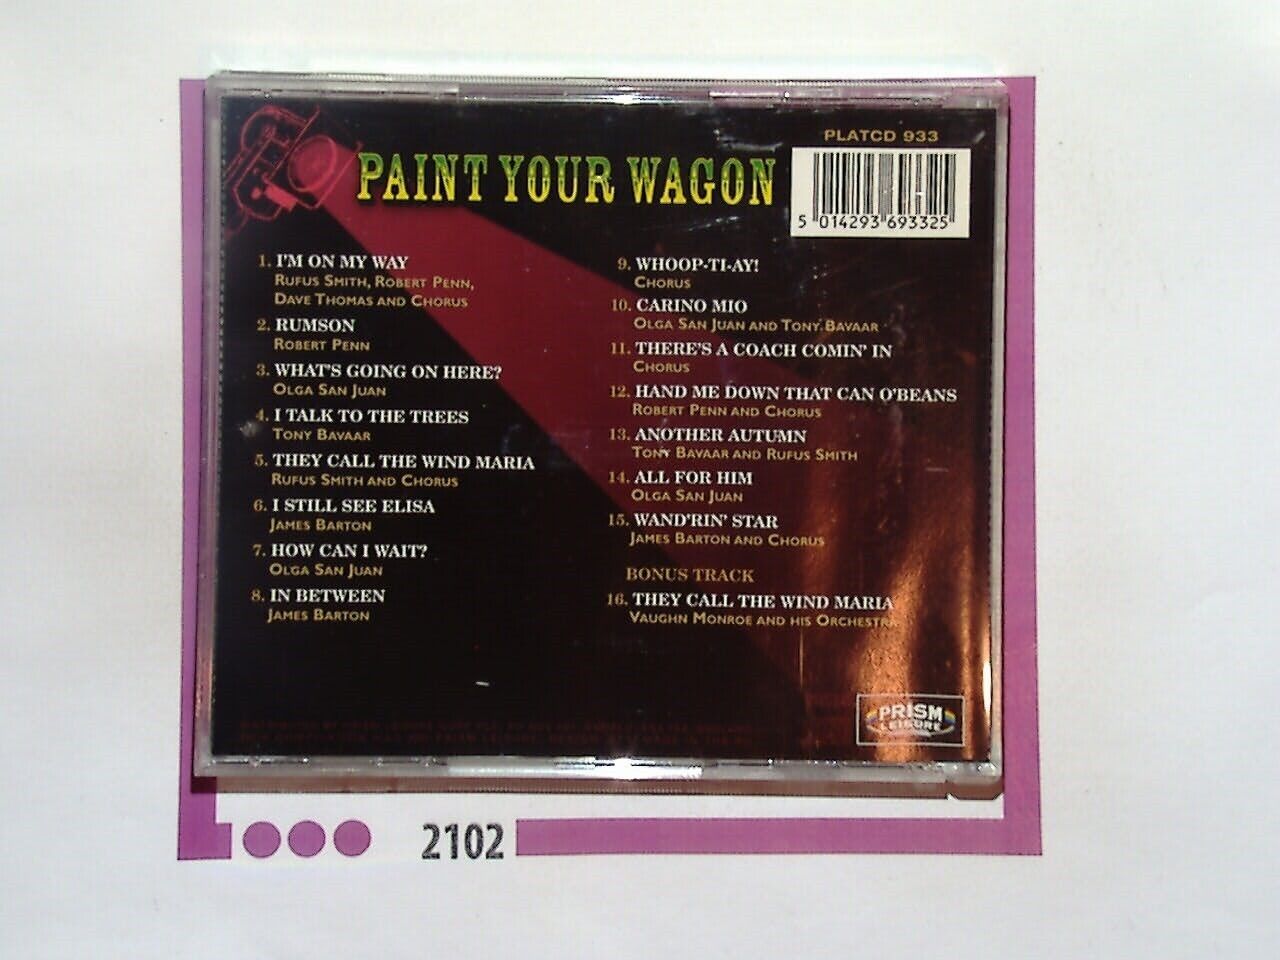 PLATCD 933
PAINT YOUR WAGON
5 014293 693325
1. I'M ON MY WAY
RUFUS SMITH, ROBERT PENN,
DAVE THOMAS AND CHORUS
2. RUMSON
ROBERT PENN
3. WHAT'S GOING ON HERE?
OLGA SAN JUAN
4. I TALK TO THE TREES
TONY BAVAAR
5. THEY CALL THE WIND MARIA
RUFUS SMITH AND CHORUS
6. I STILL SEE ELISA
JAMES BARTON
7. HOW CAN I WAIT?
OLGA SAN JUAN
8. IN BETWEEN
JAMES BARTON
9. WHOOP-TI-AY!
CHORUS
10. CARINO MIO
OLGA SAN JUAN AND TONY BAVAAR
11. THERE'S A COACH COMIN' IN
CHORUS
12. HAND ME DOWN THAT CAN O'BEANS
ROBERT PENN AND CHORUS
13. ANOTHER AUTUMN
TONY BAVAAR AND RUFUS SMITH
14. ALL FOR HIM
OLGA SAN JUAN
15. WAND'RIN' STAR
JAMES BARTON AND CHORUS
BONUS TRACK
16. THEY CALL THE WIND MARIA
VAUGHN MONROE AND HIS ORCHESTRA
PRISM
LEISURE
2102